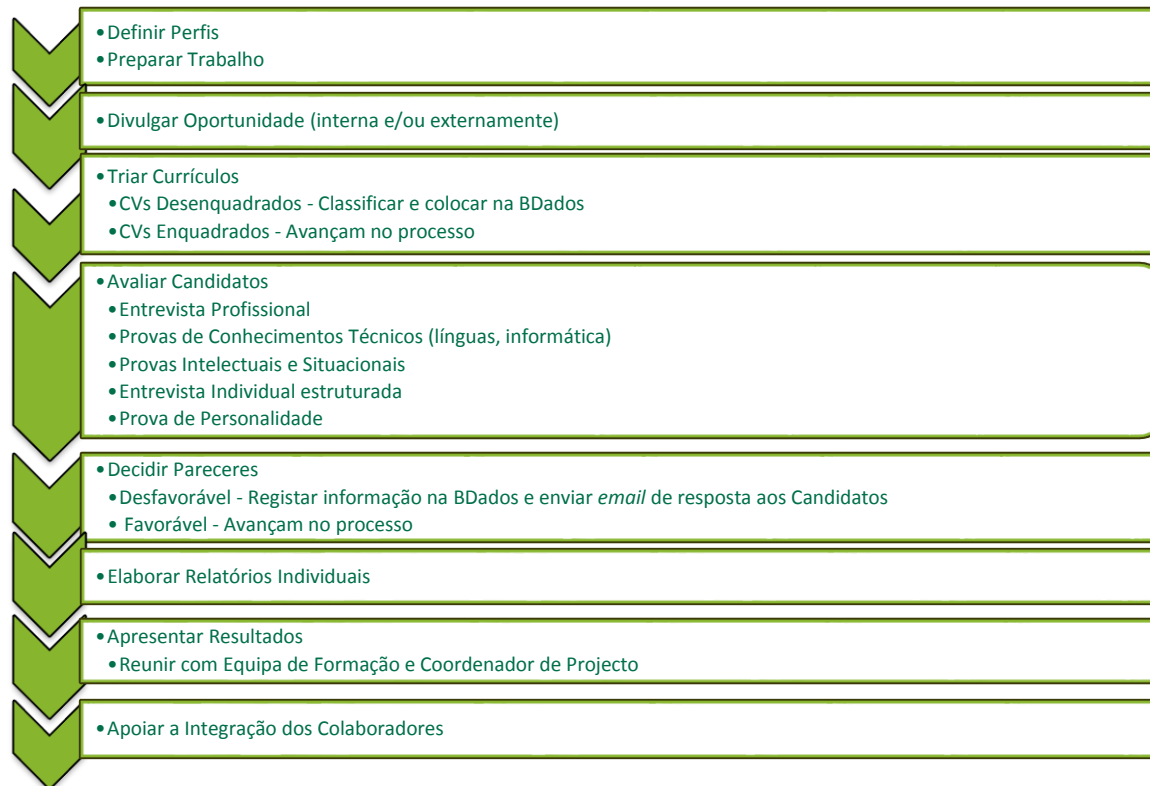 •Definir Perfis
•Preparar Trabalho
•Divulgar Oportunidade (interna e/ou externamente)
•Triar Currículos
•CVs Desenquadrados - Classificar e colocar na BDados
•CVs Enquadrados - Avançam no processo
•Avaliar Candidatos
•Entrevista Profissional
•Provas de Conhecimentos Técnicos (línguas, informática)
•Provas Intelectuais e Situacionais
•Entrevista Individual estruturada
•Prova de Personalidade
•Decidir Pareceres
•Desfavorável - Registar informação na BDados e enviar email de resposta aos Candidatos
• Favorável - Avançam no processo
•Elaborar Relatórios Individuais
•Apresentar Resultados
•Reunir com Equipa de Formação e Coordenador de Projecto
•Apoiar a Integração dos Colaboradores